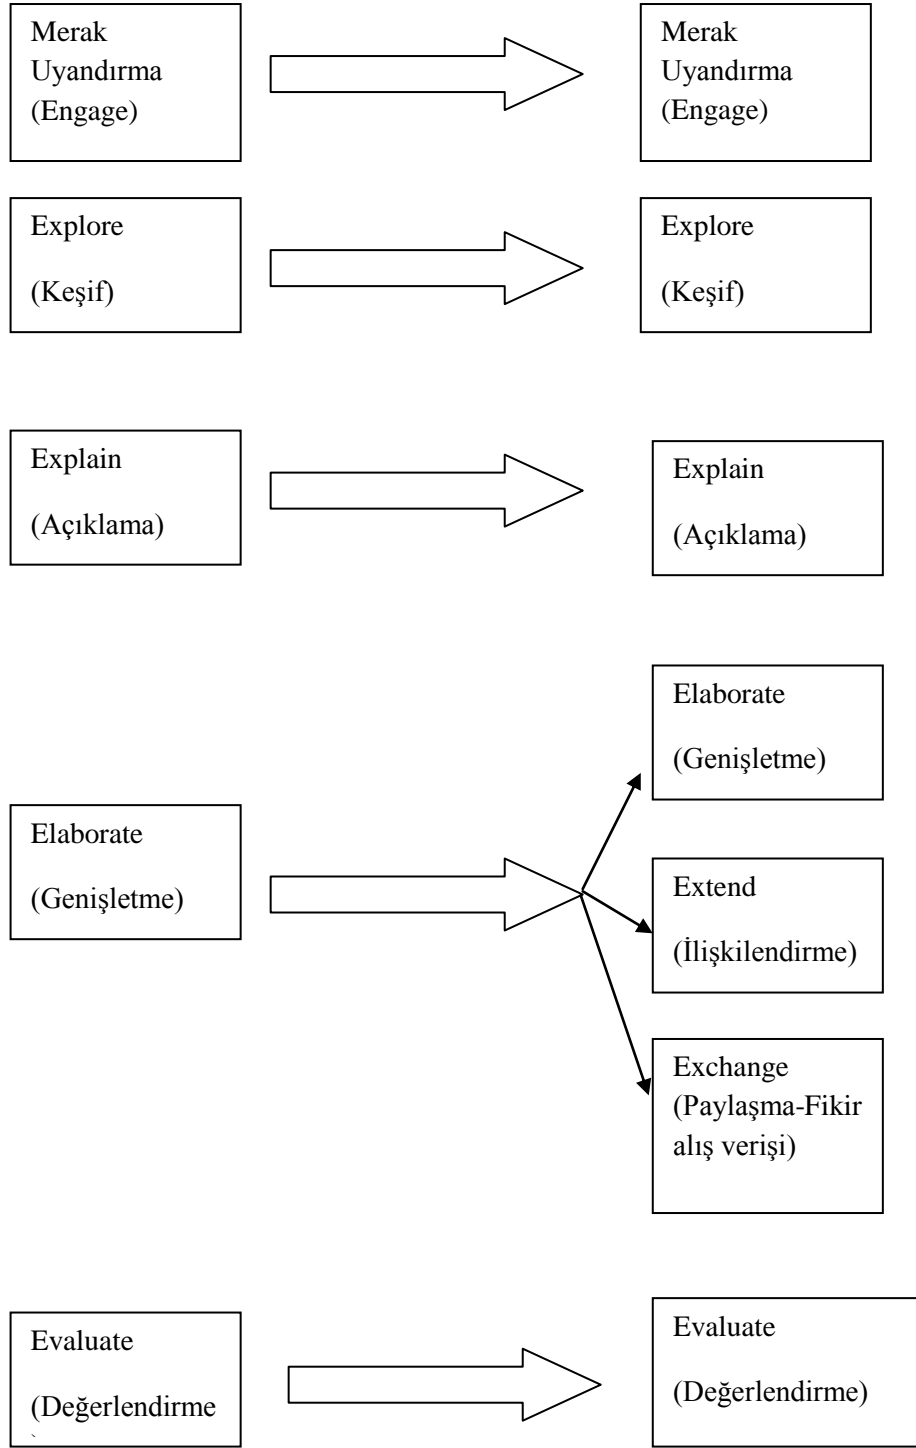 Merak
Uyandırma
(Engage)
Merak
Uyandırma
(Engage)
Explore
(Keşif)
Explore
(Keşif)
Explain
(Açıklama)
Explain
(Açıklama)
Elaborate
(Genişletme)
Elaborate
(Genişletme)
Extend
(İlişkilendirme)
Exchange
(Paylaşma-Fikir
alış verişi)
Evaluate
(Değerlendirme
)
Evaluate
(Değerlendirme)